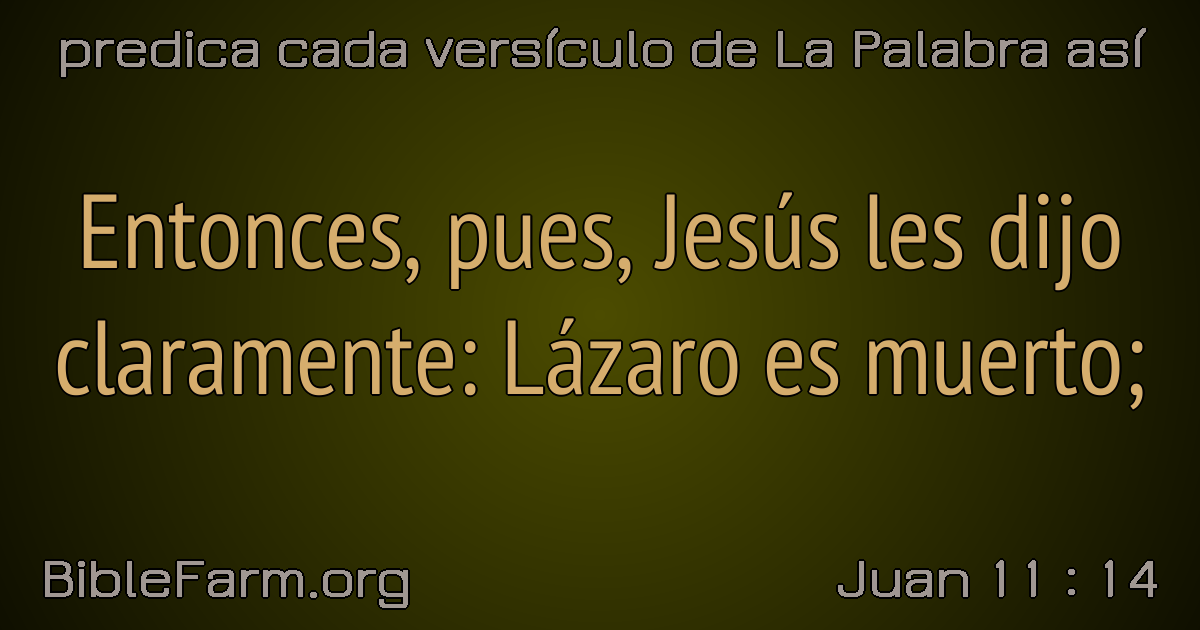 predica cada versículo de La Palabra así
Entonces, pues, Jesús les dijo
claramente: Lázaro es muerto;
BibleFarm.org
Juan 11 : 14